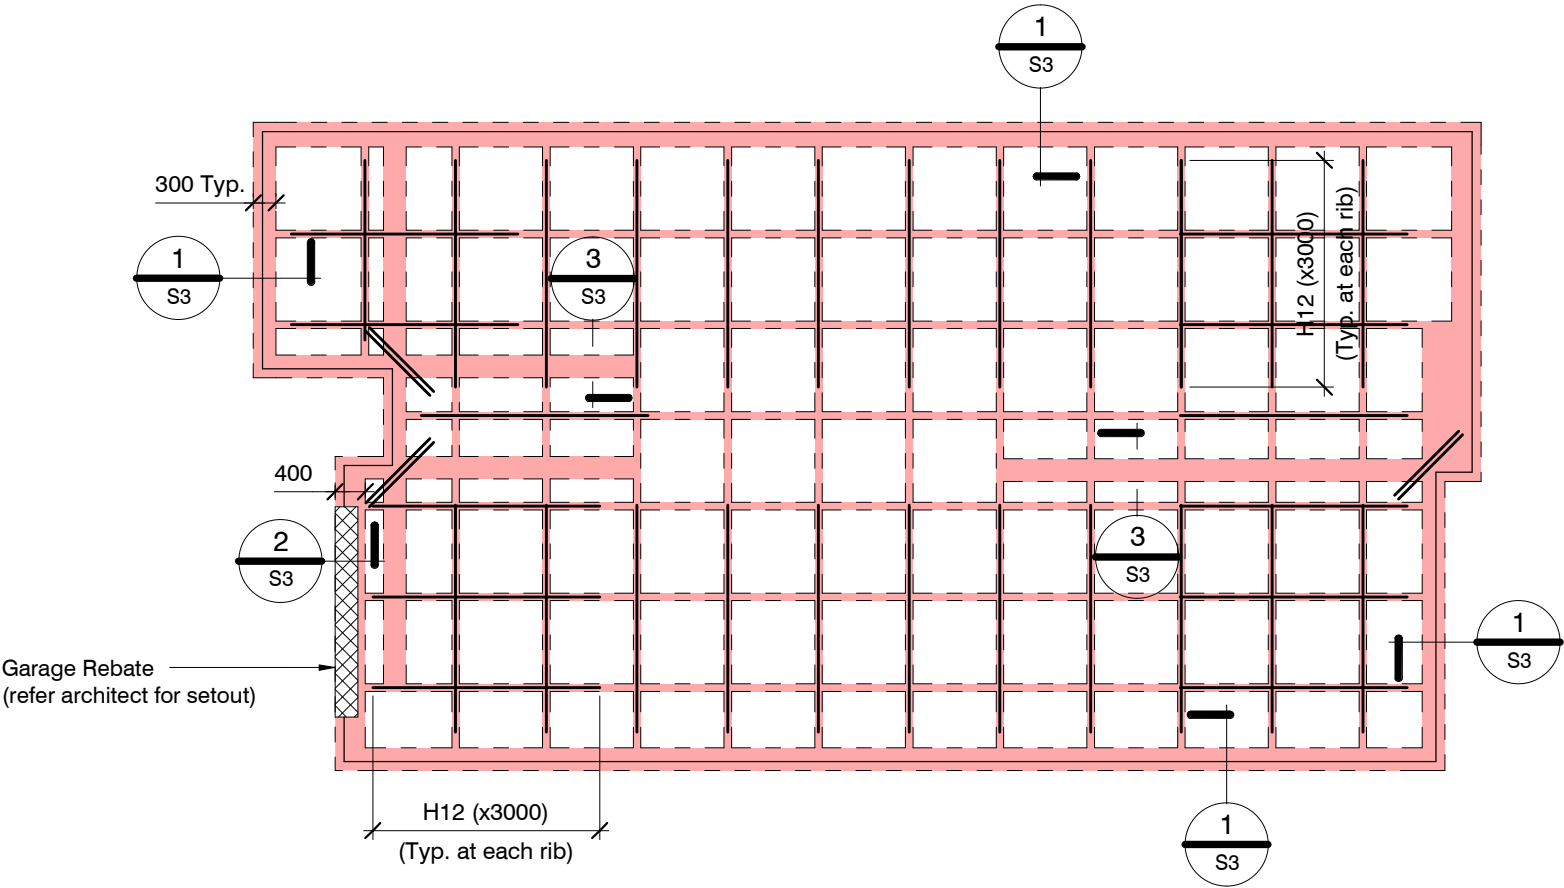 1
S3
300 Typ.
1
S3
3
S3
H12 (x3000)
(Typ. at each rib)
400
2
S3
3
S3
1
S3
Garage Rebate
(refer architect for setout)
H12 (x3000)
(Typ. at each rib)
1
S3